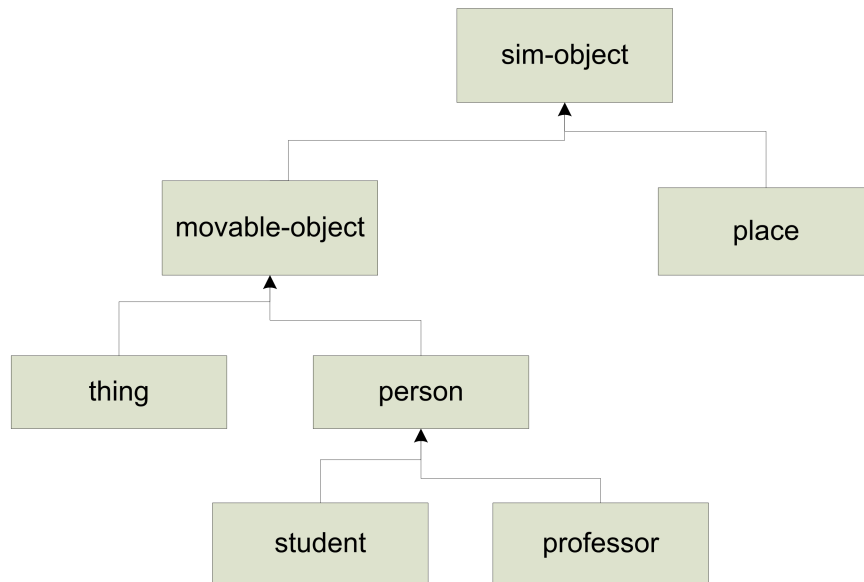 sim-object
movable-object
place
thing
person
student
professor